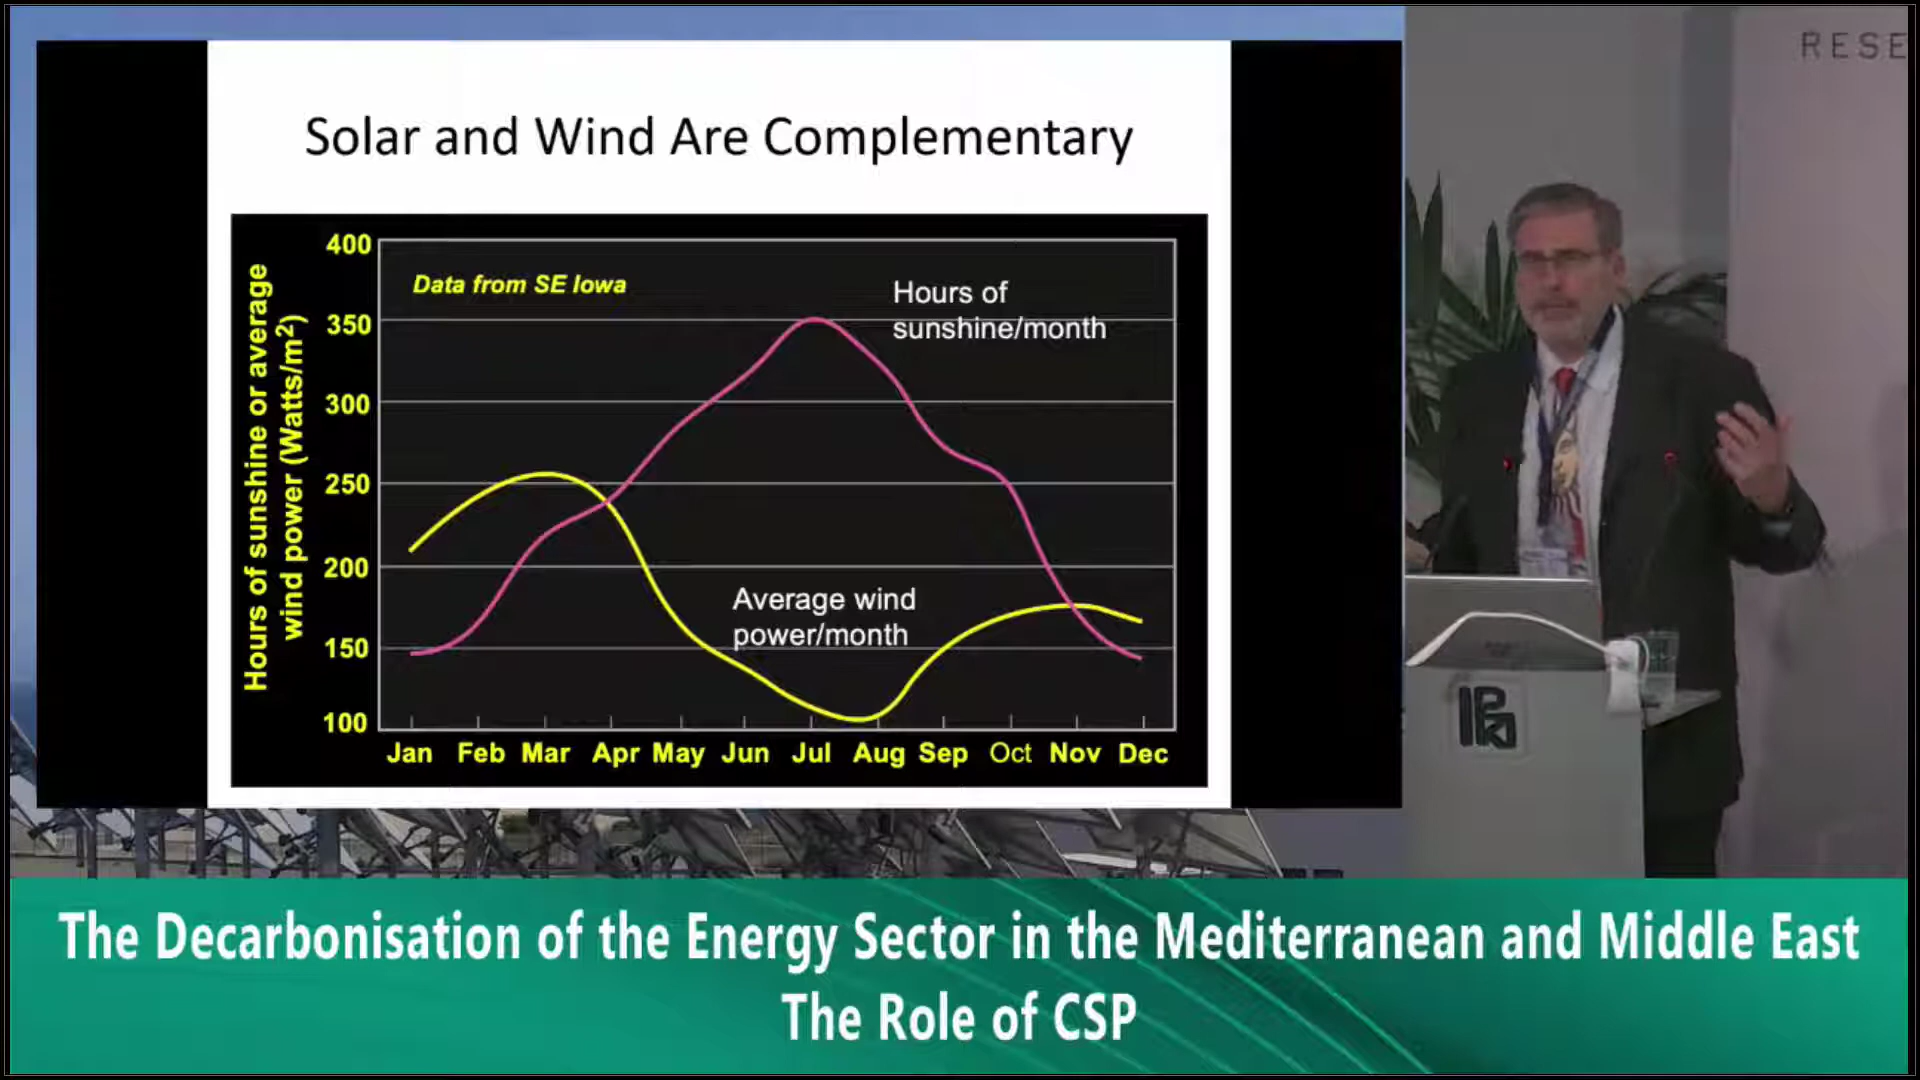 RESE
Solar and Wind Are Complementary
Hours of sunshine or average
wind power (Watts/m²)
400
350
300
250
200
150
100
Data from SE Iowa
Hours of
sunshine/month
Average wind
power/month
Jan Feb Mar Apr May Jun Jul Aug Sep Oct Nov Dec
The Decarbonisation of the Energy Sector in the Mediterranean and Middle East
The Role of CSP